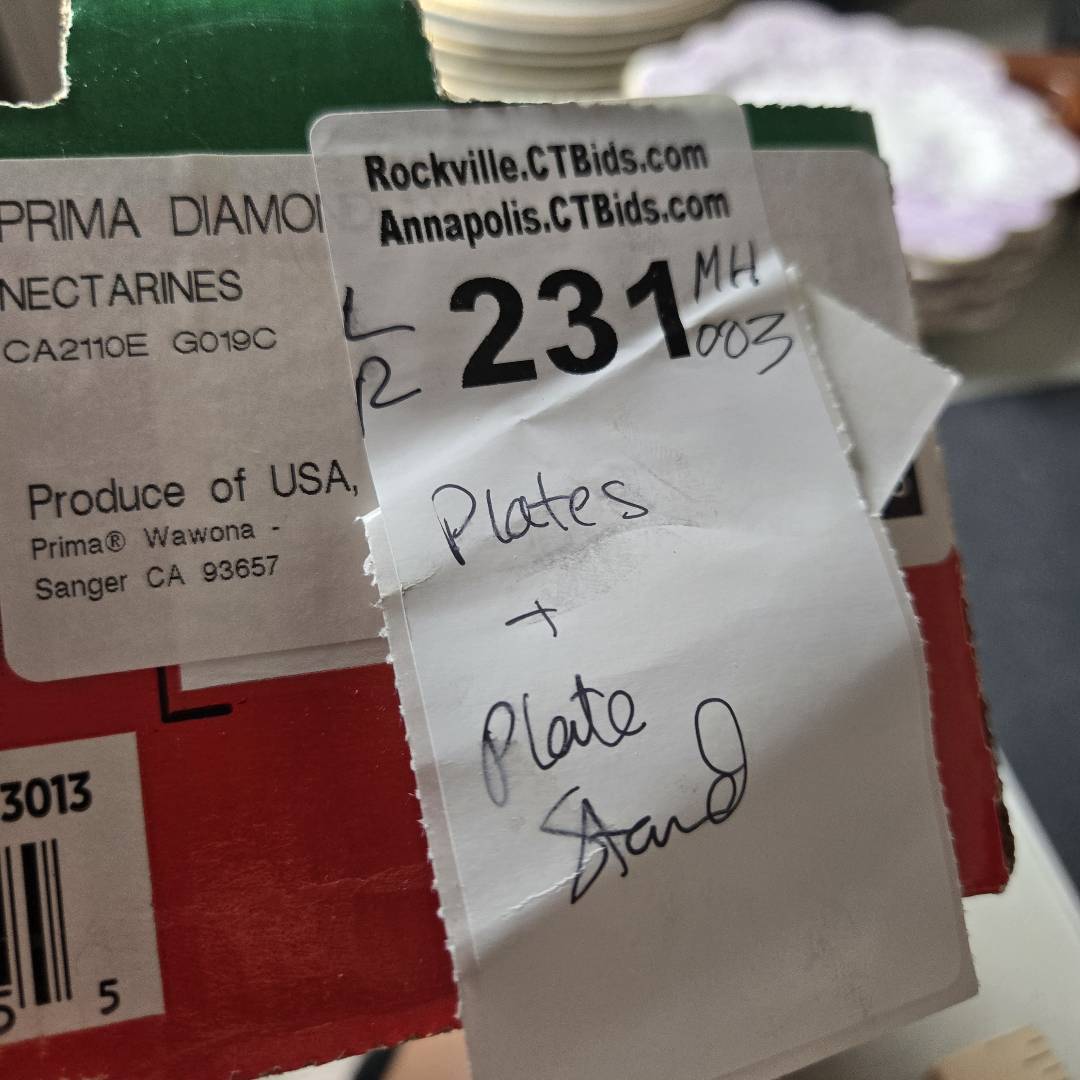 PRIMA DIAMO
NECTARINES
CA2110E G019C
Produce of USA,
Prima® Wawona -
Sanger CA 93657
L
3013
5
Rockville.CTBids.com
Annapolis.CTBids.com
L
R
231
MH
003
Plates
+
Plate
Stand